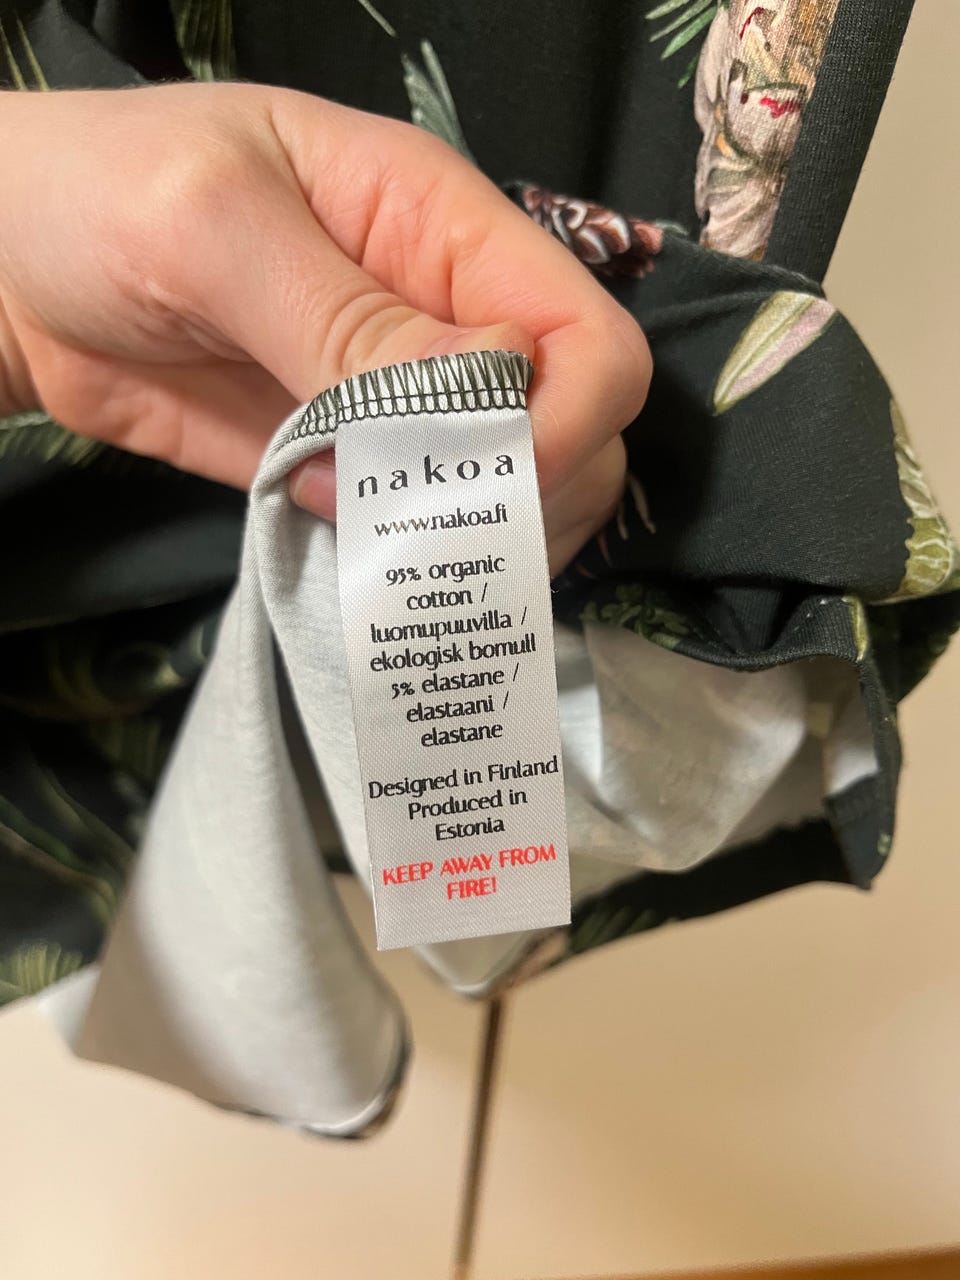 nakoa
www.nakoa.fi
95% organic
cotton /
luomupuuvilla /
ekologisk bomull
5% elastane /
elastaani /
elastane
Designed in Finland
Produced in
Estonia
KEEP AWAY FROM
FIRE!